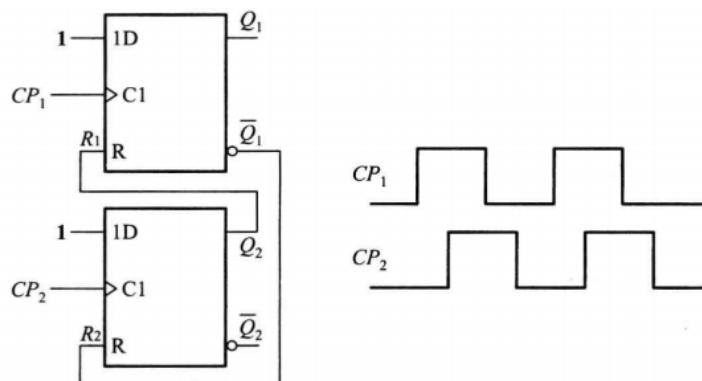 1
1D
Q₁
CP₁
C1
R₁
R
Q̅₁
1
1D
Q₂
CP₂
C1
R₂
R
Q̅₂
CP₁
CP₂